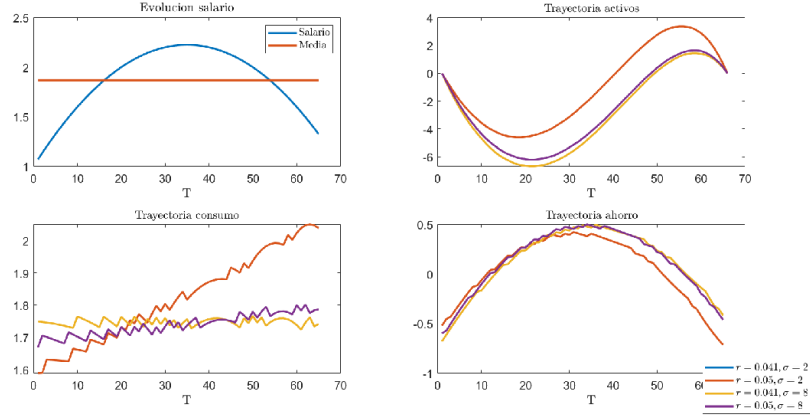 Evolucion salario
2.5
2
1.5
1
Salario
Media
0 10 20 30 40 50 60 70
T
Trayectoria activos
4
2
0
-2
-4
-6
0 10 20 30 40 50 60 70
T
Trayectoria consumo
2
1.9
1.8
1.7
1.6
0 10 20 30 40 50 60 70
T
Trayectoria ahorro
0.5
0
-0.5
-1
0 10 20 30 40
T
r = 0.041, σ = 2
r = 0.05, σ = 2
r = 0.041, σ = 8
r = 0.05, σ = 8